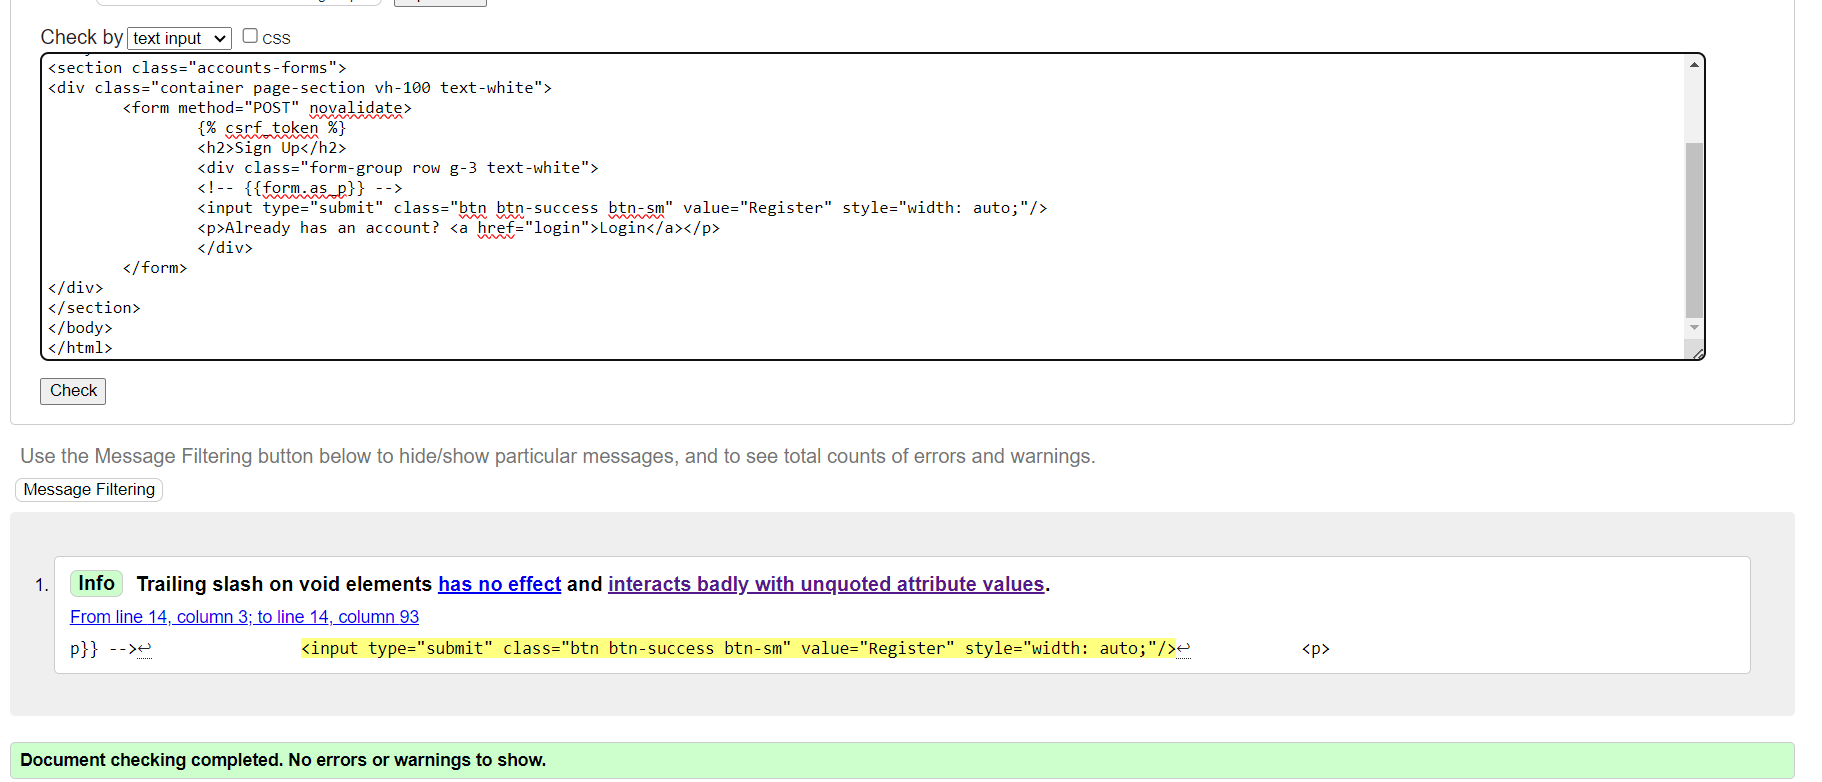 Check by text input CSS
<section class="accounts-forms">
<div class="container page-section vh-100 text-white">
<form method="POST" novalidate>
{% csrf_token %}
<h2>Sign Up</h2>
<div class="form-group row g-3 text-white">
<!-- {{form.as_p}} -->
<input type="submit" class="btn btn-success btn-sm" value="Register" style="width: auto;"/>
<p>Already has an account? <a href="login">Login</a></p>
</div>
</form>
</div>
</section>
</body>
</html>
Check
Use the Message Filtering button below to hide/show particular messages, and to see total counts of errors and warnings.
Message Filtering
1. Info Trailing slash on void elements has no effect and interacts badly with unquoted attribute values.
From line 14, column 3; to line 14, column 93
p}} -->↩ <input type="submit" class="btn btn-success btn-sm" value="Register" style="width: auto;"/>↩ <p>
Document checking completed. No errors or warnings to show.